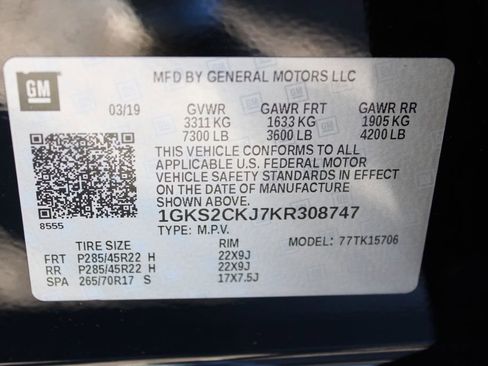 GM
MFD BY GENERAL MOTORS LLC
03/19 GVWR GAWR FRT GAWR RR
3311 KG 1633 KG 1905 KG
7300 LB 3600 LB 4200 LB
THIS VEHICLE CONFORMS TO ALL
APPLICABLE U.S. FEDERAL MOTOR
VEHICLE SAFETY STANDARDS IN EFFECT
ON THE DATE OF MANUFACTURE
SHOWN ABOVE.
8555 1GKS2CKJ7KR308747
TYPE: M.P.V. MODEL: 77TK15706
TIRE SIZE RIM
FRT P285/45R22 H 22X9J
RR P285/45R22 H 22X9J
SPA 265/70R17 S 17X7.5J